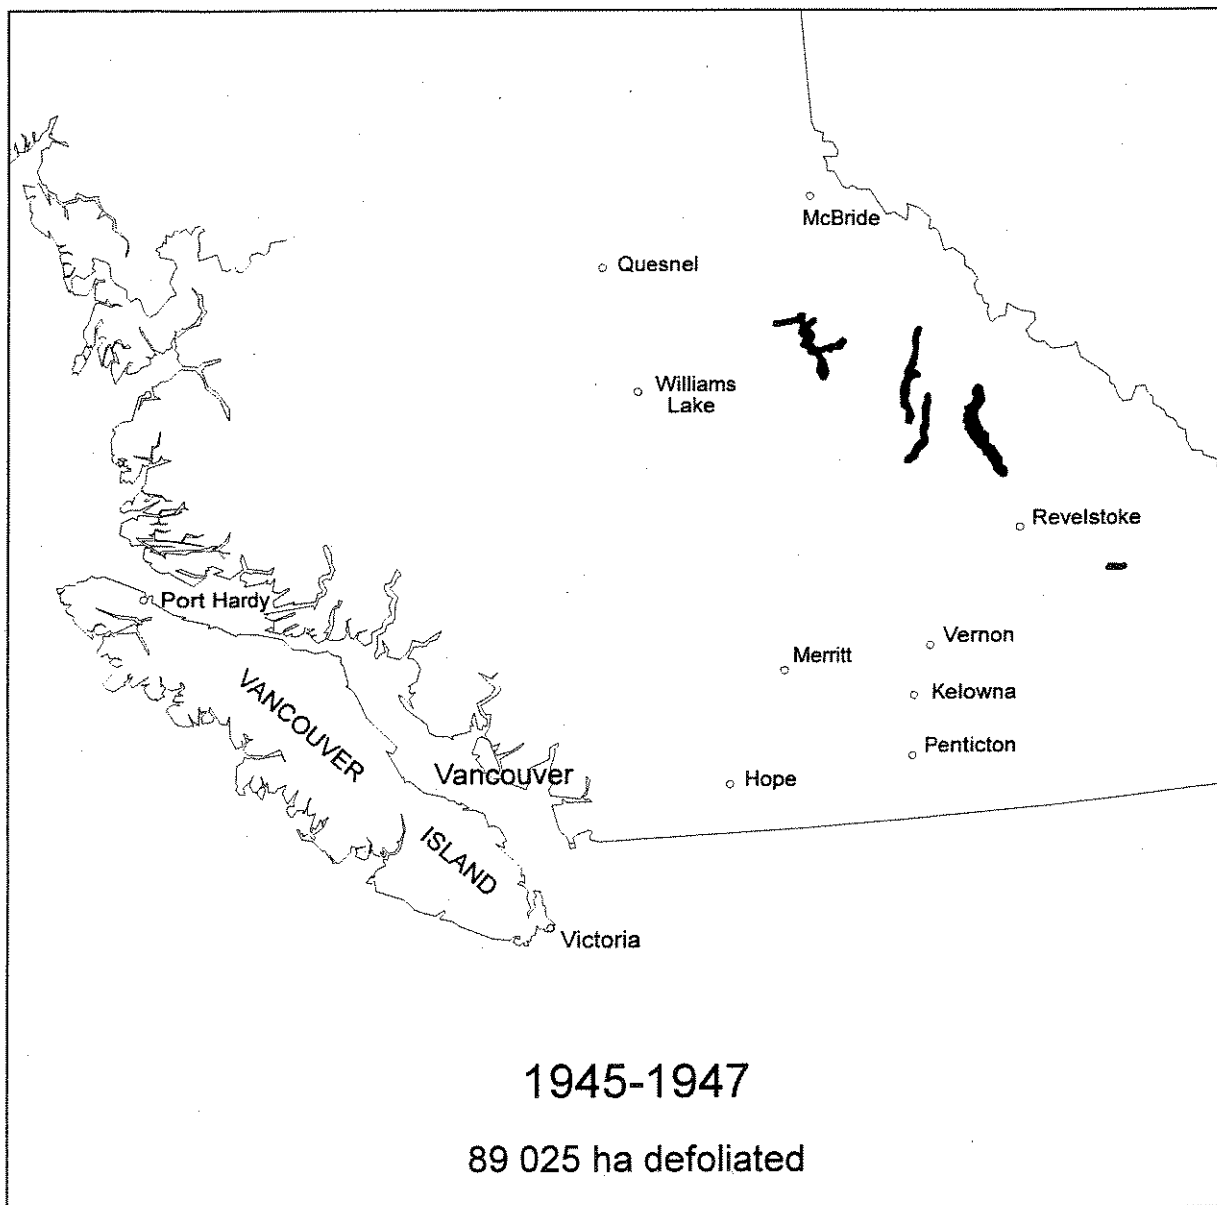 McBride
Quesnel
Williams
Lake
Revelstoke
Port Hardy
Vernon
Merritt
Kelowna
VANCOUVER
Penticton
Vancouver
Hope
ISLAND
Victoria
1945-1947
89 025 ha defoliated